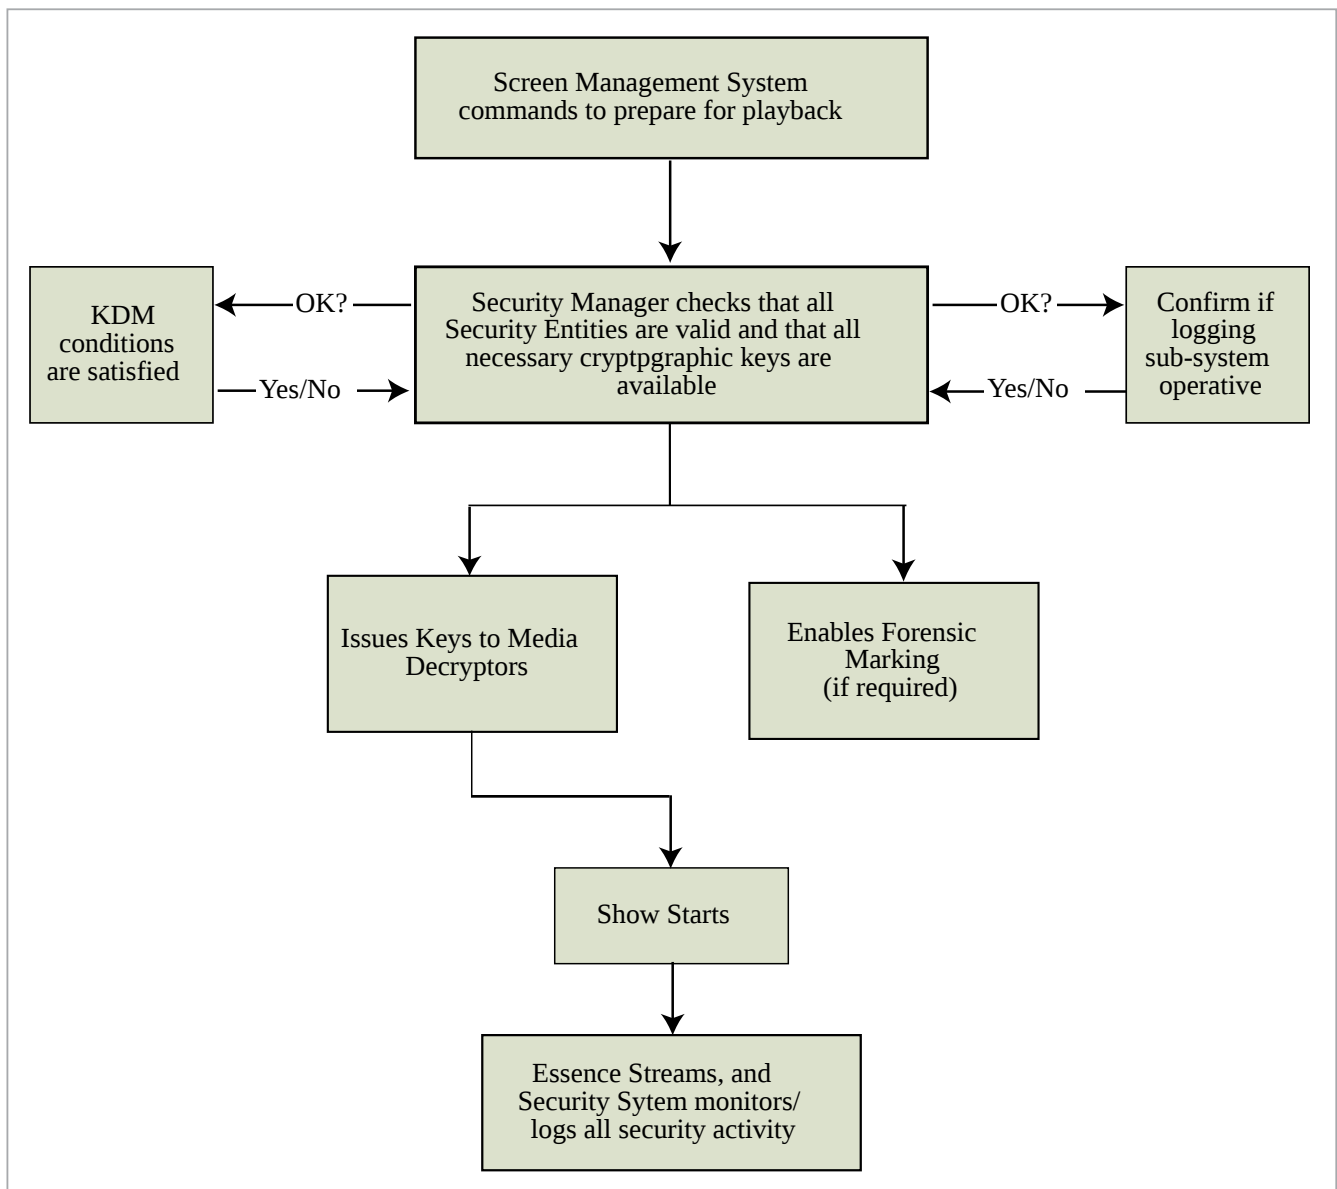 Screen Management System
commands to prepare for playback
KDM
conditions
are satisfied
OK?
Yes/No
Security Manager checks that all
Security Entities are valid and that all
necessary cryptpgraphic keys are
available
OK?
Yes/No
Confirm if
logging
sub-system
operative
Issues Keys to Media
Decryptors
Enables Forensic
Marking
(if required)
Show Starts
Essence Streams, and
Security Sytem monitors/
logs all security activity